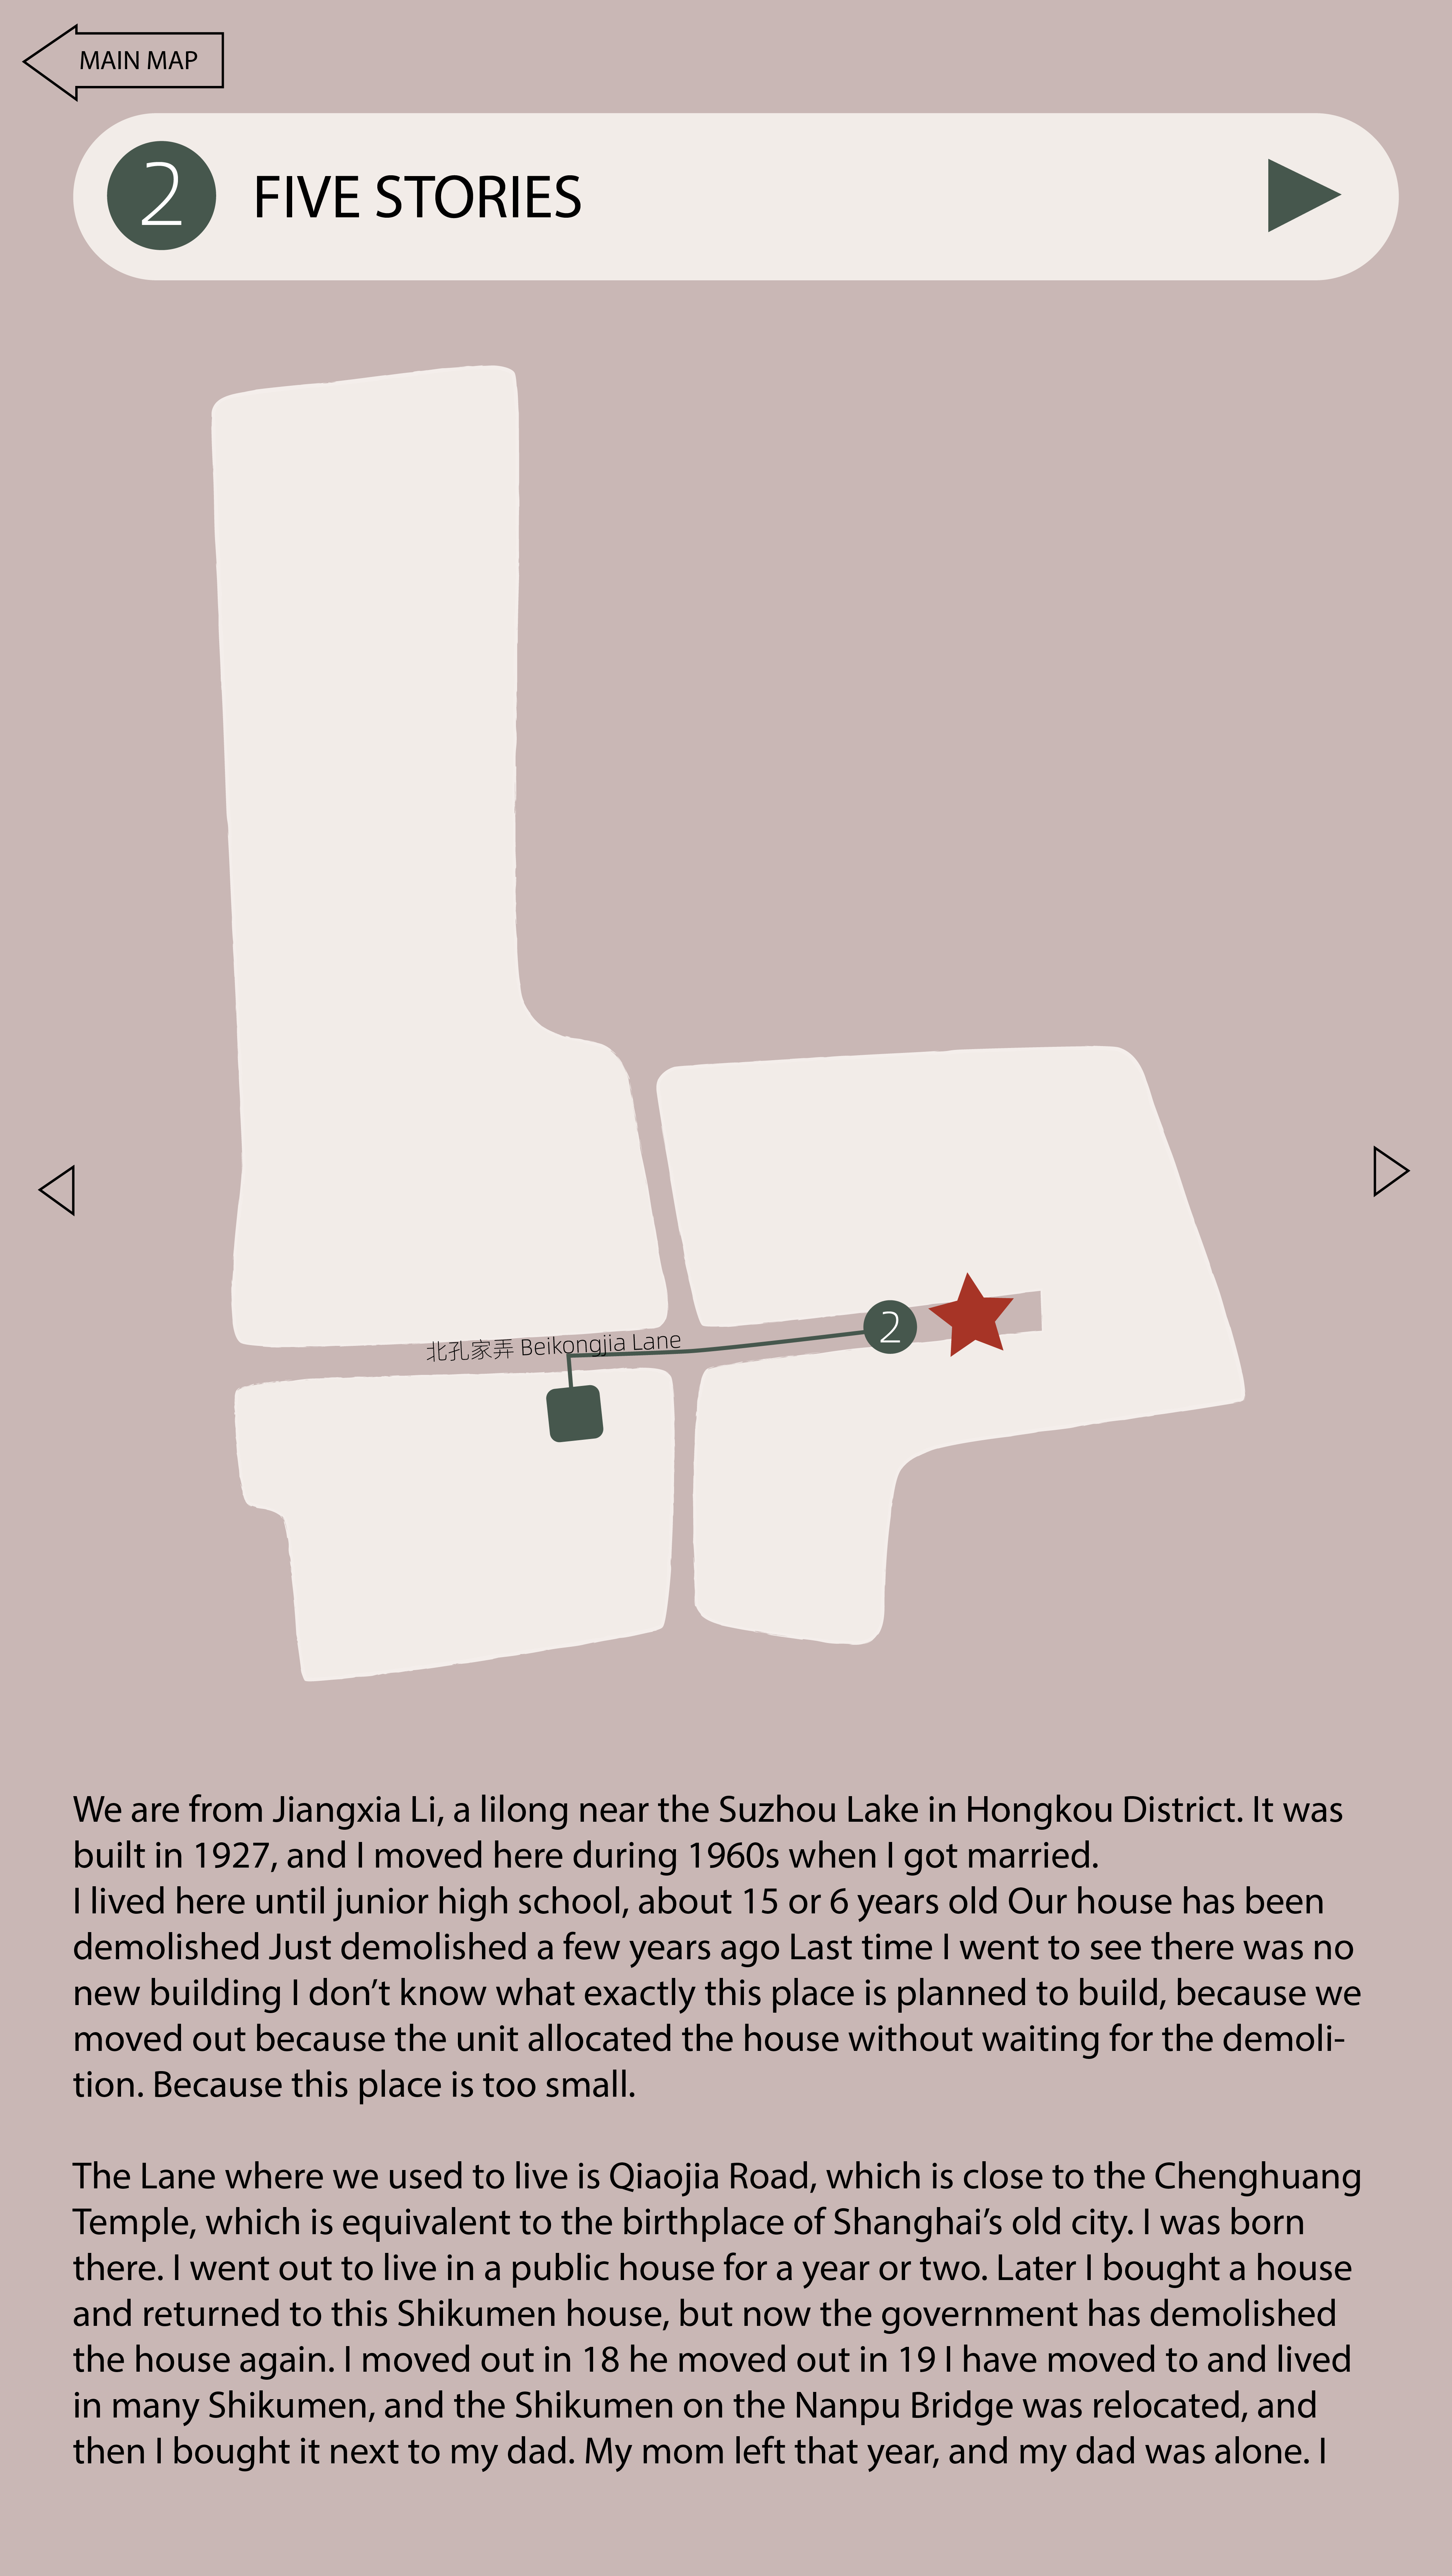 MAIN MAP
2 FIVE STORIES
北孔家弄 Beikongjia Lane
2
We are from Jiangxia Li, a lilong near the Suzhou Lake in Hongkou District. It was
built in 1927, and I moved here during 1960s when I got married.
I lived here until junior high school, about 15 or 6 years old Our house has been
demolished Just demolished a few years ago Last time I went to see there was no
new building I don’t know what exactly this place is planned to build, because we
moved out because the unit allocated the house without waiting for the demoli-
tion. Because this place is too small.
The Lane where we used to live is Qiaojia Road, which is close to the Chenghuang
Temple, which is equivalent to the birthplace of Shanghai’s old city. I was born
there. I went out to live in a public house for a year or two. Later I bought a house
and returned to this Shikumen house, but now the government has demolished
the house again. I moved out in 18 he moved out in 19 I have moved to and lived
in many Shikumen, and the Shikumen on the Nanpu Bridge was relocated, and
then I bought it next to my dad. My mom left that year, and my dad was alone. I